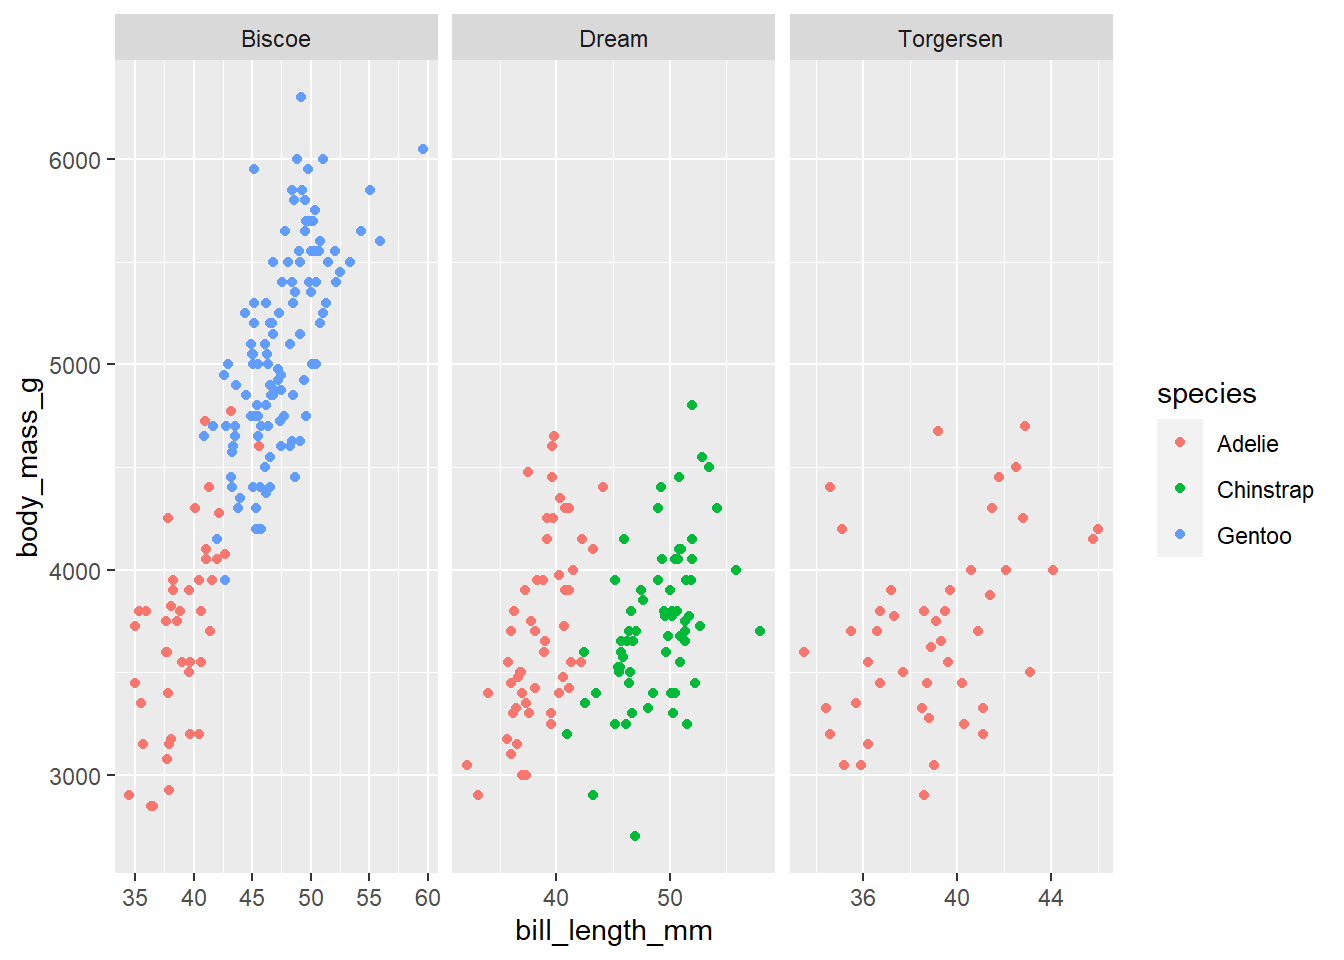 Biscoe
Dream
Torgersen
6000
5000
4000
3000
body_mass_g
35 40 45 50 55 60
40 50
36 40 44
bill_length_mm
species
Adelie
Chinstrap
Gentoo